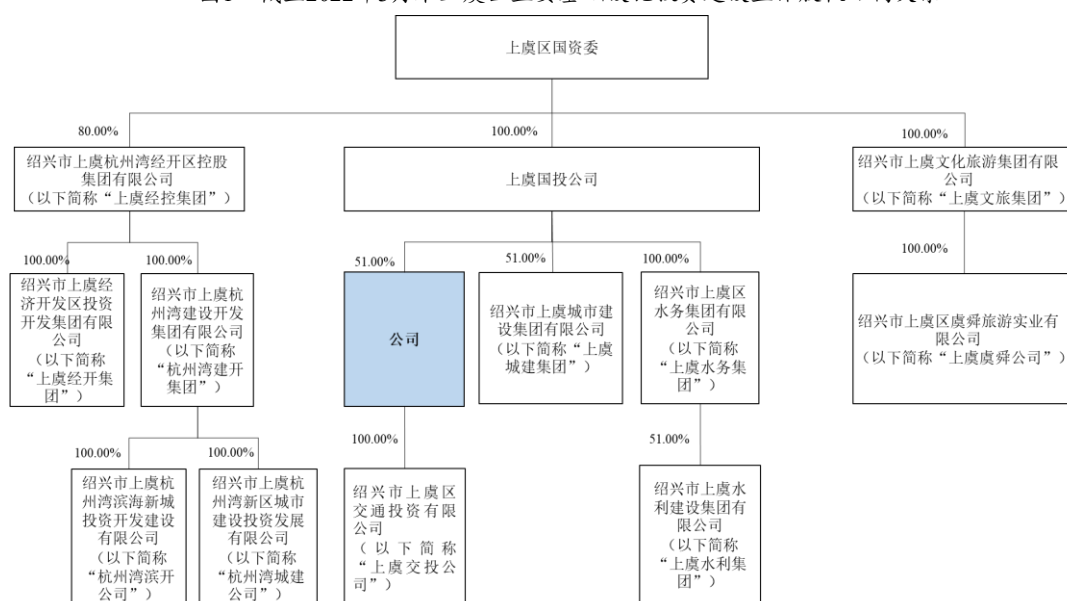 上虞区国资委
80.00%
100.00%
100.00%
绍兴市上虞杭州湾经开区控股
集团有限公司
（以下简称“上虞经控集团”）
上虞国投公司
绍兴市上虞文化旅游集团有限
公司
（以下简称“上虞文旅集团”）
100.00%
100.00%
51.00%
51.00%
100.00%
100.00%
绍兴市上虞经
济开发区投资
开发集团有限
公司
（以下简称
“上虞经开集
团”）
绍兴市上虞杭
州湾建设开发
集团有限公司
（以下简称
“杭州湾建开
集团”）
公司
绍兴市上虞城市建
设集团有限公司
（以下简称“上虞
城建集团”）
绍兴市上虞区
水务集团有限
公司
（以下简称
“上虞水务集
团”）
绍兴市上虞区虞舜旅游实业有
限公司
（以下简称“上虞虞舜公司”）
100.00%
100.00%
100.00%
51.00%
绍兴市上虞杭
州湾滨海新城
投资开发建设
有限公司
（以下简称
“杭州湾滨开
公司”）
绍兴市上虞杭
州湾新区城市
建设投资发展
有限公司
（以下简称
“杭州湾城建
公司”）
绍兴市上虞区
交通投资有限
公司
（以下简称
“上虞交投公
司”）
绍兴市上虞水
利建设集团有
限公司
（以下简称
“上虞水利集
团”）